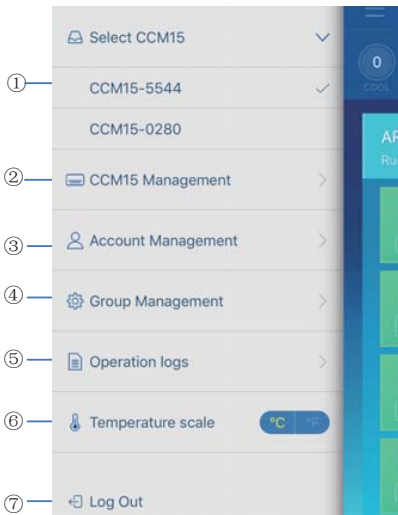 Select CCM15
0
COOL
① CCM15-5544
CCM15-0280
② CCM15 Management
③ Account Management
④ Group Management
⑤ Operation logs
⑥ Temperature scale °C °F
⑦ Log Out